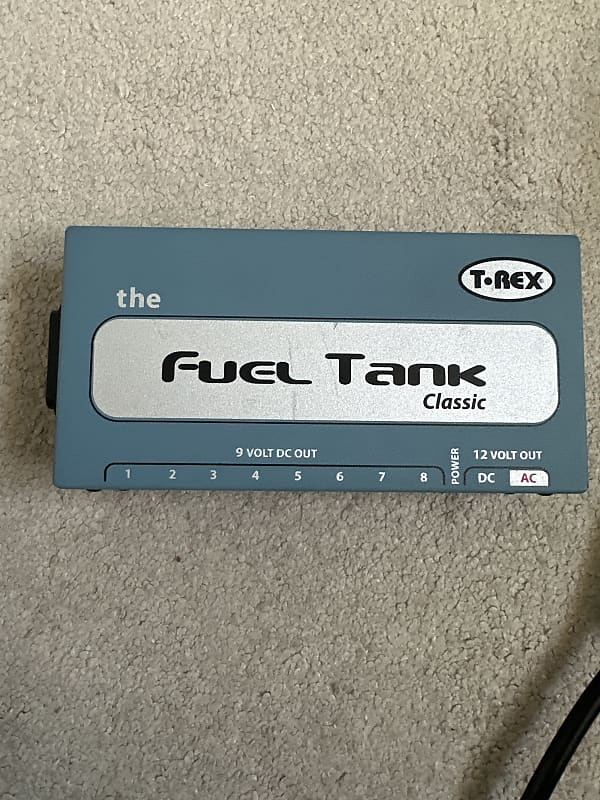 T·REX
the
Fuel Tank
Classic
9 VOLT DC OUT
1 2 3 4 5 6 7 8
POWER
12 VOLT OUT
DC AC